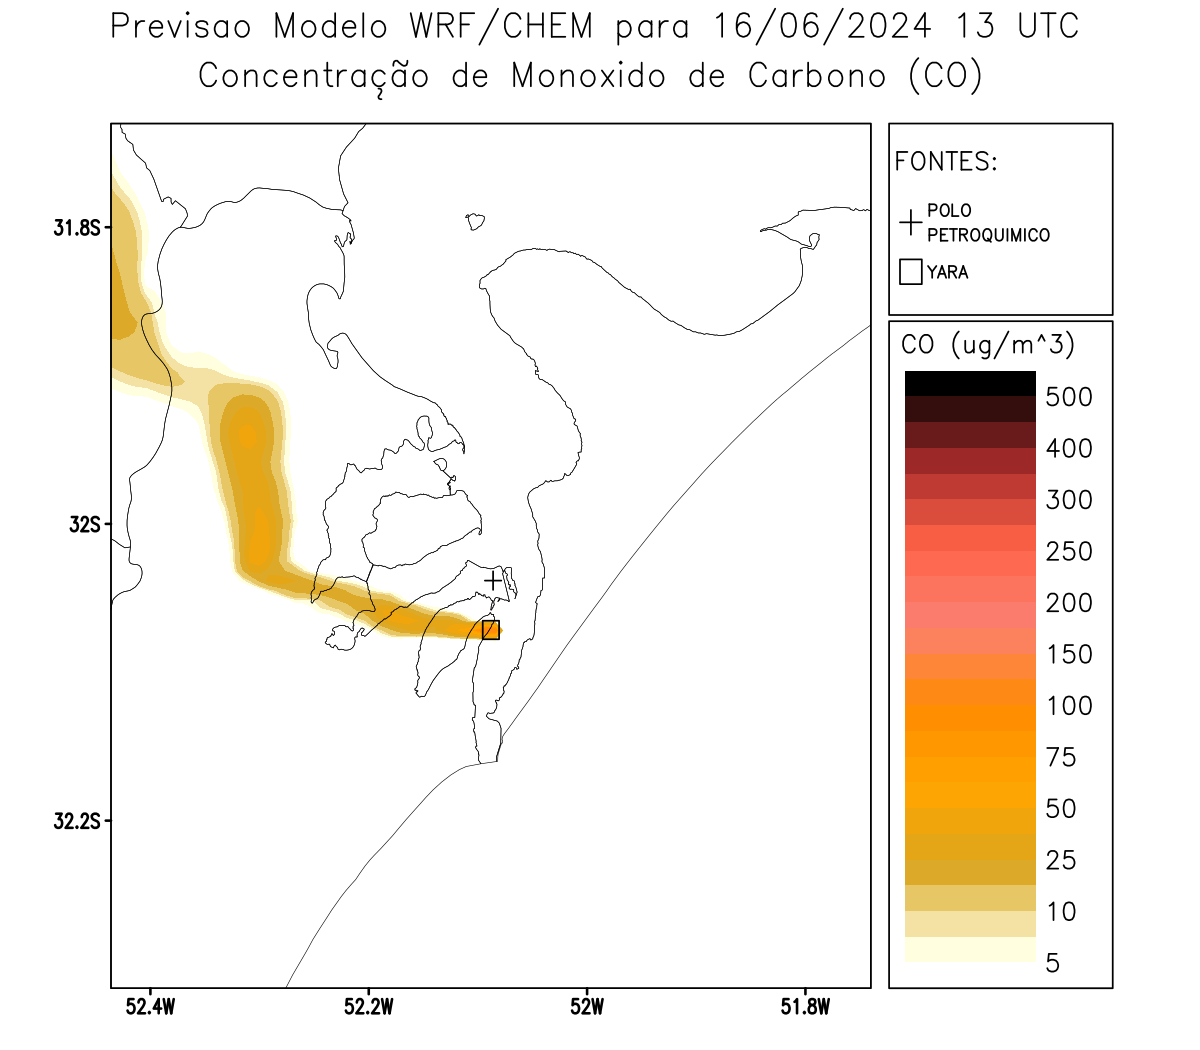 Previsao Modelo WRF/CHEM para 16/06/2024 13 UTC
Concentração de Monoxido de Carbono (CO)
FONTES:
POLO
PETROQUIMICO
YARA
31.8S
32S
32.2S
52.4W
52.2W
52W
51.8W
CO (ug/m^3)
500
400
300
250
200
150
100
75
50
25
10
5